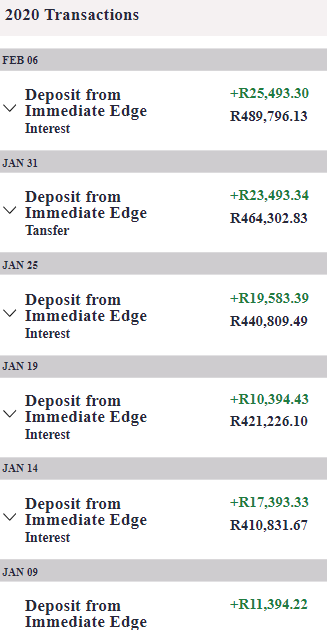 2020 Transactions
FEB 06
Deposit from
Immediate Edge
Interest
+R25,493.30
R489,796.13
JAN 31
Deposit from
Immediate Edge
Tansfer
+R23,493.34
R464,302.83
JAN 25
Deposit from
Immediate Edge
Interest
+R19,583.39
R440,809.49
JAN 19
Deposit from
Immediate Edge
Interest
+R10,394.43
R421,226.10
JAN 14
Deposit from
Immediate Edge
Interest
+R17,393.33
R410,831.67
JAN 09
Deposit from
Immediate Edge
+R11,394.22